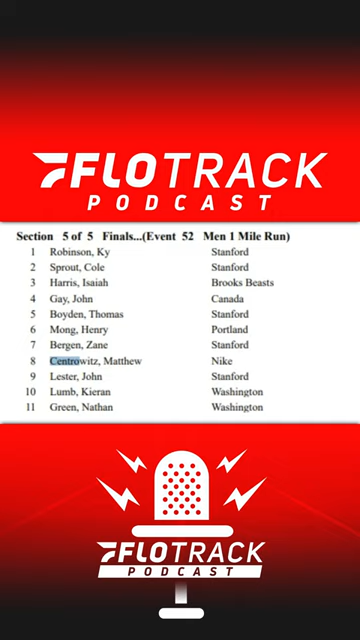 FLOTRACK
PODCAST
Section 5 of 5 Finals...(Event 52 Men 1 Mile Run)
1 Robinson, Ky Stanford
2 Sprout, Cole Stanford
3 Harris, Isaiah Brooks Beasts
4 Gay, John Canada
5 Boyden, Thomas Stanford
6 Mong, Henry Portland
7 Bergen, Zane Stanford
8 Centrowitz, Matthew Nike
9 Lester, John Stanford
10 Lumb, Kieran Washington
11 Green, Nathan Washington
FLOTRACK
PODCAST